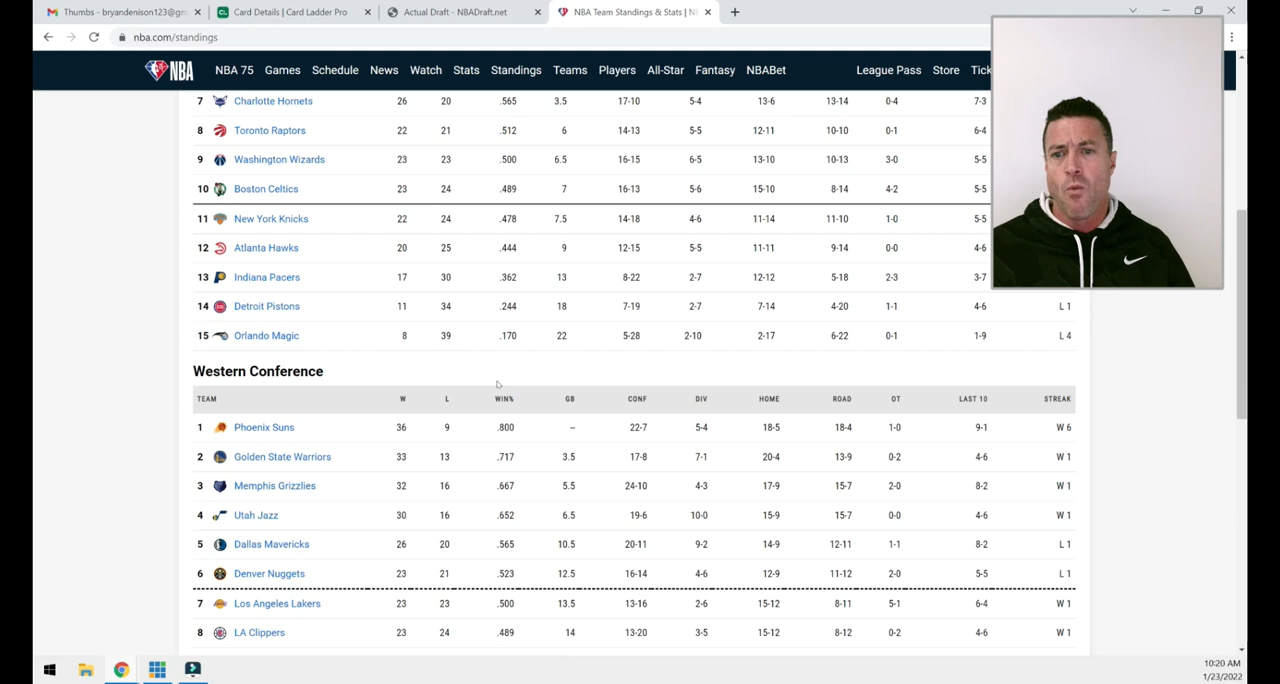 Thumbs - bryandenison123@gm Card Details | Card Ladder Pro Actual Draft - NBADraft.net NBA Team Standings & Stats | N
nba.com/standings
NBA NBA 75 Games Schedule News Watch Stats Standings Teams Players All-Star Fantasy NBABet League Pass Store Tick
7 Charlotte Hornets 26 20 .565 3.5 17-10 5-4 13-6 13-14 0-4 7-3
8 Toronto Raptors 22 21 .512 6 14-13 5-5 12-11 10-10 0-1 6-4
9 Washington Wizards 23 23 .500 6.5 16-15 6-5 13-10 10-13 3-0 5-5
10 Boston Celtics 23 24 .489 7 16-13 5-6 15-10 8-14 4-2 5-5
11 New York Knicks 22 24 .478 7.5 14-18 4-6 11-14 11-10 1-0 5-5
12 Atlanta Hawks 20 25 .444 9 12-15 5-5 11-11 9-14 0-0 4-6
13 Indiana Pacers 17 30 .362 13 8-22 2-7 12-12 5-18 2-3 3-7
14 Detroit Pistons 11 34 .244 18 7-19 2-7 7-14 4-20 1-1 4-6 L 1
15 Orlando Magic 8 39 .170 22 5-28 2-10 2-17 6-22 0-1 1-9 L 4
Western Conference
TEAM W L WIN% GB CONF DIV HOME ROAD OT LAST 10 STREAK
1 Phoenix Suns 36 9 .800 -- 22-7 5-4 18-5 18-4 1-0 9-1 W 6
2 Golden State Warriors 33 13 .717 3.5 17-8 7-1 20-4 13-9 0-2 4-6 W 1
3 Memphis Grizzlies 32 16 .667 5.5 24-10 4-3 17-9 15-7 2-0 8-2 W 1
4 Utah Jazz 30 16 .652 6.5 19-6 10-0 15-9 15-7 0-0 4-6 W 1
5 Dallas Mavericks 26 20 .565 10.5 20-11 9-2 14-9 12-11 1-1 8-2 L 1
6 Denver Nuggets 23 21 .523 12.5 16-14 4-6 12-9 11-12 2-0 5-5 L 1
7 Los Angeles Lakers 23 23 .500 13.5 13-16 2-6 15-12 8-11 5-1 6-4 W 1
8 LA Clippers 23 24 .489 14 13-20 3-5 15-12 8-12 0-2 4-6 W 1
10:20 AM
1/23/2022